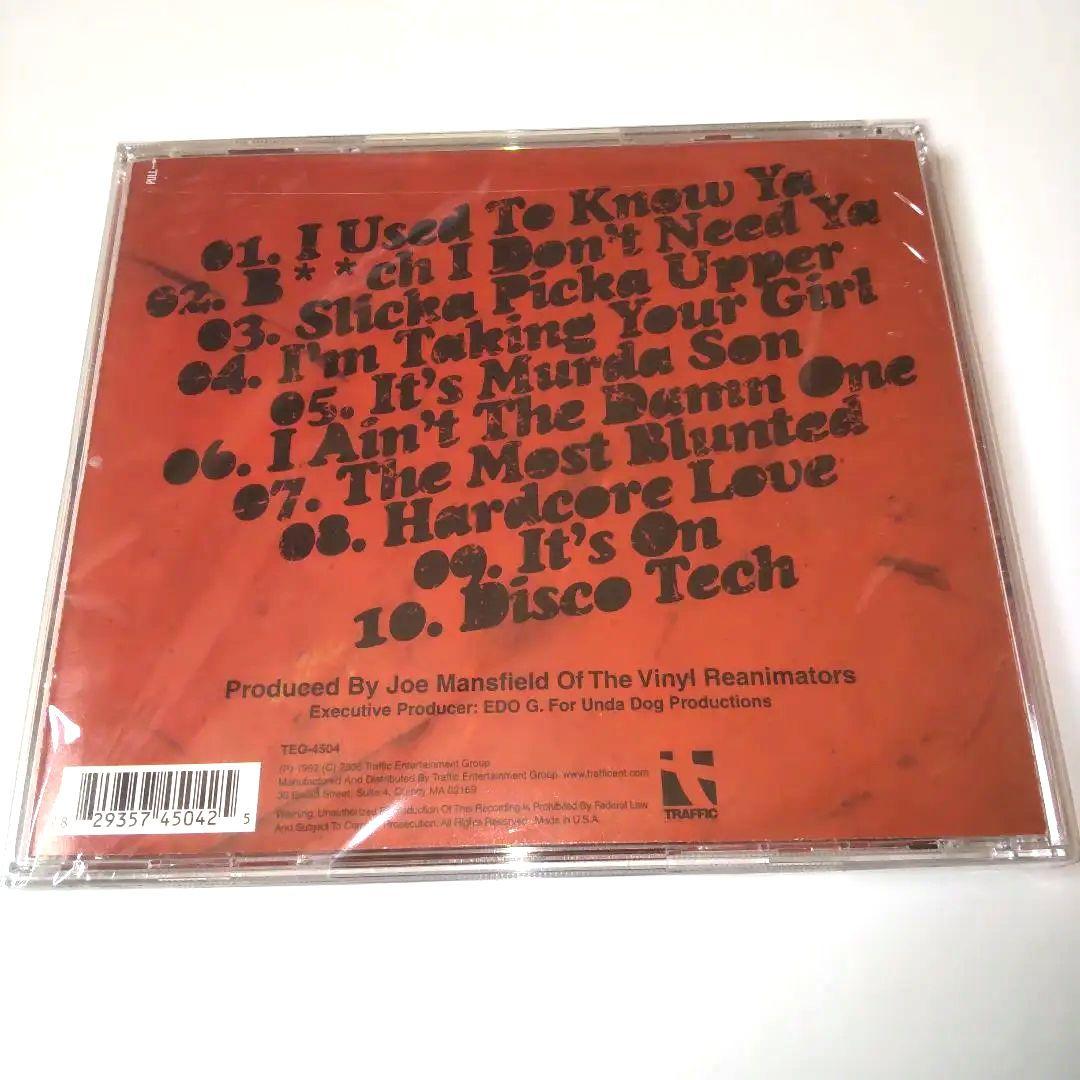 PULL
01. I Used To Know Ya
02. B**ch I Don't Need Ya
03. Slicka Picka Upper
04. I'm Taking Your Girl
05. It's Murda Son
06. I Ain't The Damn One
07. The Most Blunted
08. Hardcore Love
09. It's On
10. Disco Tech
Produced By Joe Mansfield Of The Vinyl Reanimators
Executive Producer: EDO G. For Unda Dog Productions
TEG-4504
(P) 1992 (C) Traffic Entertainment Group
Manufactured And Distributed By Traffic Entertainment Group. www.trafficent.com
Street, Suite 4, Quincy, MA 02169
Warning, Unauthorized Reproduction Of This Recording Is Prohibited By Federal Law
And Subject To Criminal Prosecution. All Rights Reserved. Made in U.S.A.
TRAFFIC
8 29357 45042 5